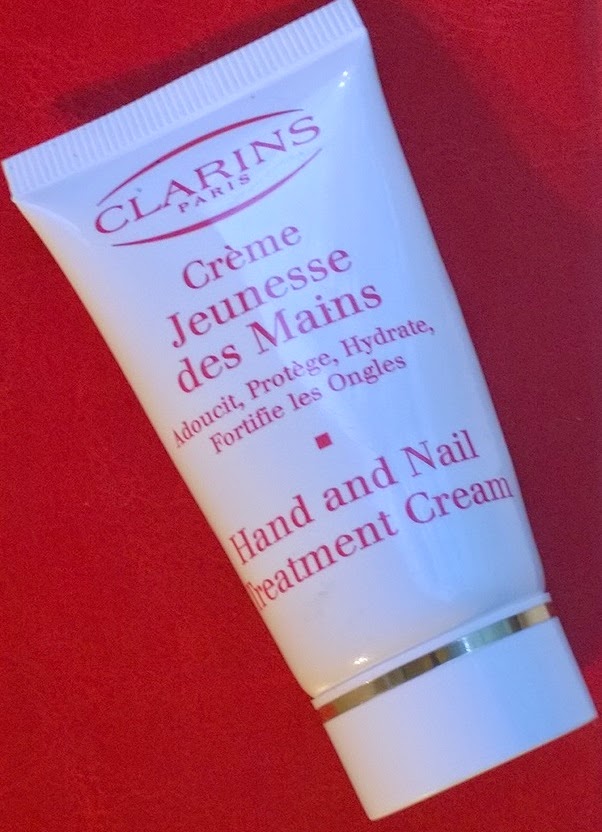 CLARINS
PARIS
Crème
Jeunesse
des Mains
Adoucit, Protège, Hydrate,
Fortifie les Ongles
Hand and Nail
Treatment Cream